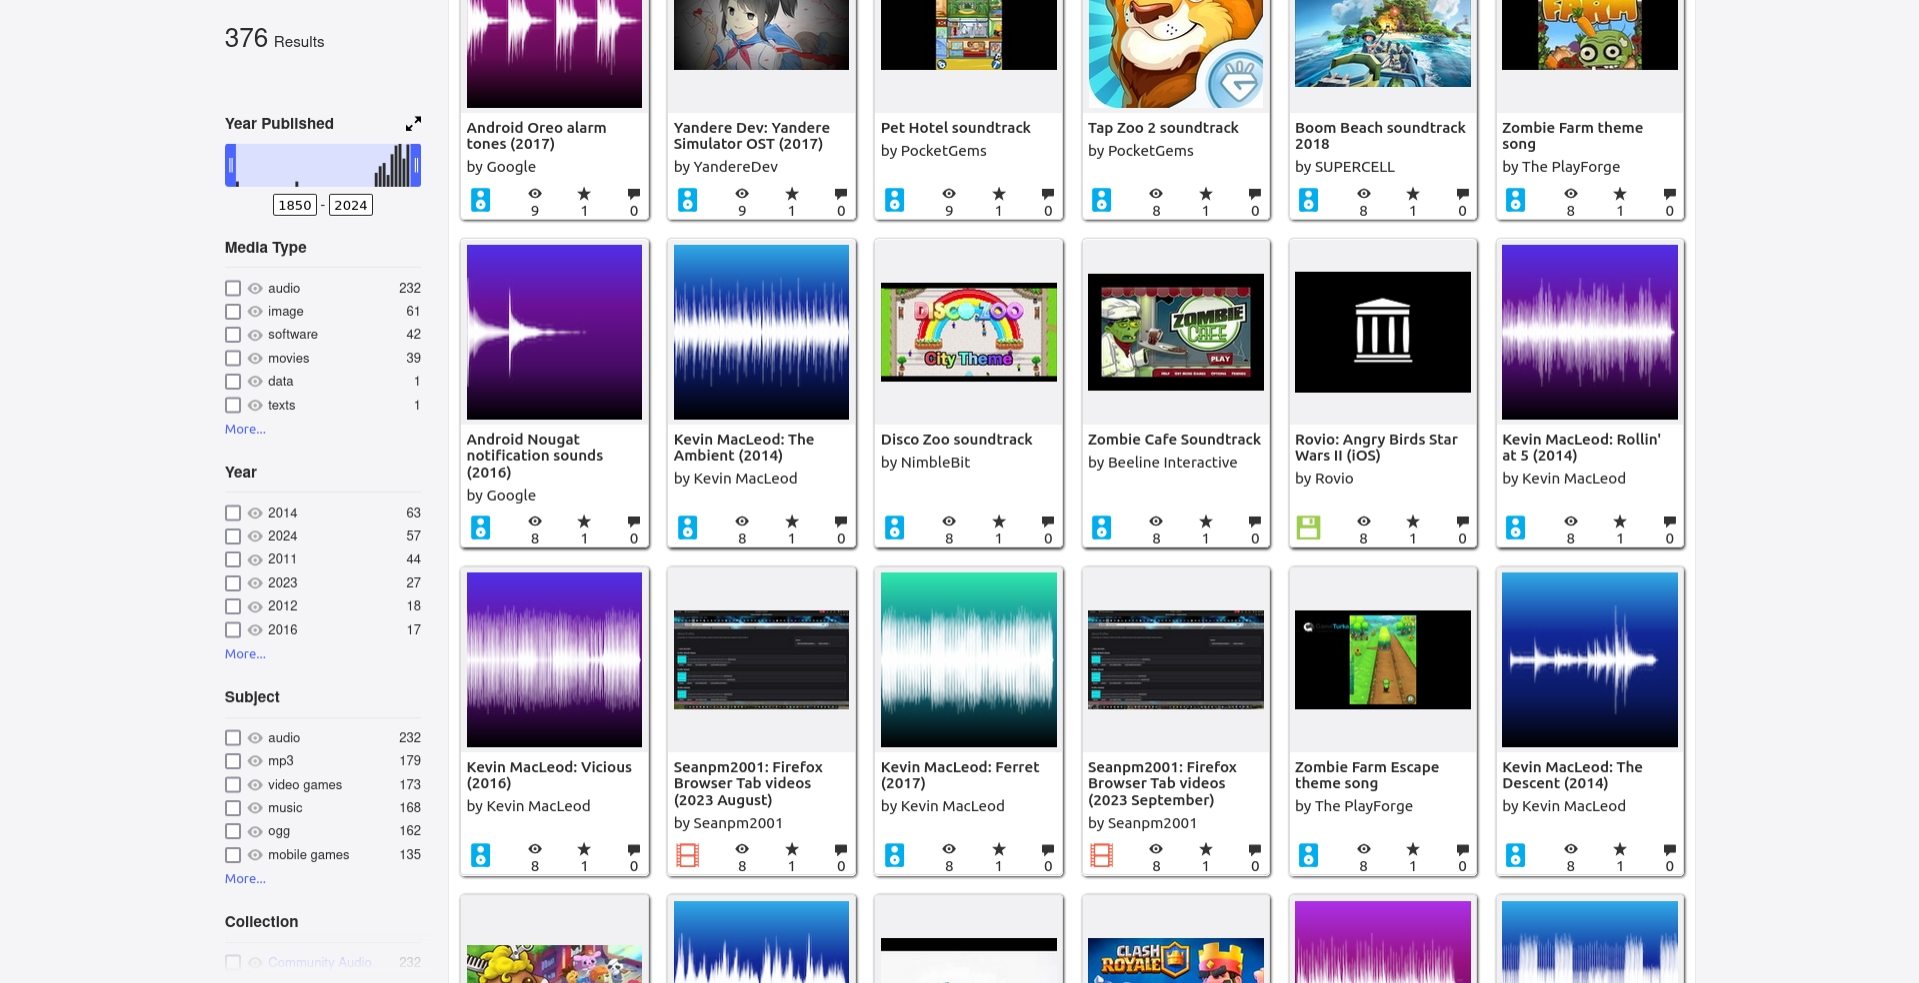 376 Results
Year Published
1850 - 2024
Media Type
audio 232
image 61
software 42
movies 39
data 1
texts 1
More...
Year
2014 63
2024 57
2011 44
2023 27
2012 18
2016 17
More...
Subject
audio 232
mp3 179
video games 173
music 168
ogg 162
mobile games 135
More...
Collection
Community Audio 232
FARM
Android Oreo alarm
tones (2017)
by Google
9 1 0
Yandere Dev: Yandere
Simulator OST (2017)
by YandereDev
9 1 0
Pet Hotel soundtrack
by PocketGems
9 1 0
Tap Zoo 2 soundtrack
by PocketGems
8 1 0
Boom Beach soundtrack
2018
by SUPERCELL
8 1 0
Zombie Farm theme
song
by The PlayForge
8 1 0
Android Nougat
notification sounds
(2016)
by Google
8 1 0
Kevin MacLeod: The
Ambient (2014)
by Kevin MacLeod
8 1 0
DISCO ZOO
City Theme
Disco Zoo soundtrack
by NimbleBit
8 1 0
ZOMBIE
CAFE
PLAY
Zombie Cafe Soundtrack
by Beeline Interactive
8 1 0
Rovio: Angry Birds Star
Wars II (iOS)
by Rovio
8 1 0
Kevin MacLeod: Rollin'
at 5 (2014)
by Kevin MacLeod
8 1 0
Kevin MacLeod: Vicious
(2016)
by Kevin MacLeod
8 1 0
Seanpm2001: Firefox
Browser Tab videos
(2023 August)
by Seanpm2001
8 1 0
Kevin MacLeod: Ferret
(2017)
by Kevin MacLeod
8 1 0
Seanpm2001: Firefox
Browser Tab videos
(2023 September)
by Seanpm2001
8 1 0
Zombie Farm Escape
theme song
by The PlayForge
8 1 0
Kevin MacLeod: The
Descent (2014)
by Kevin MacLeod
8 1 0
CLASH
ROYALE